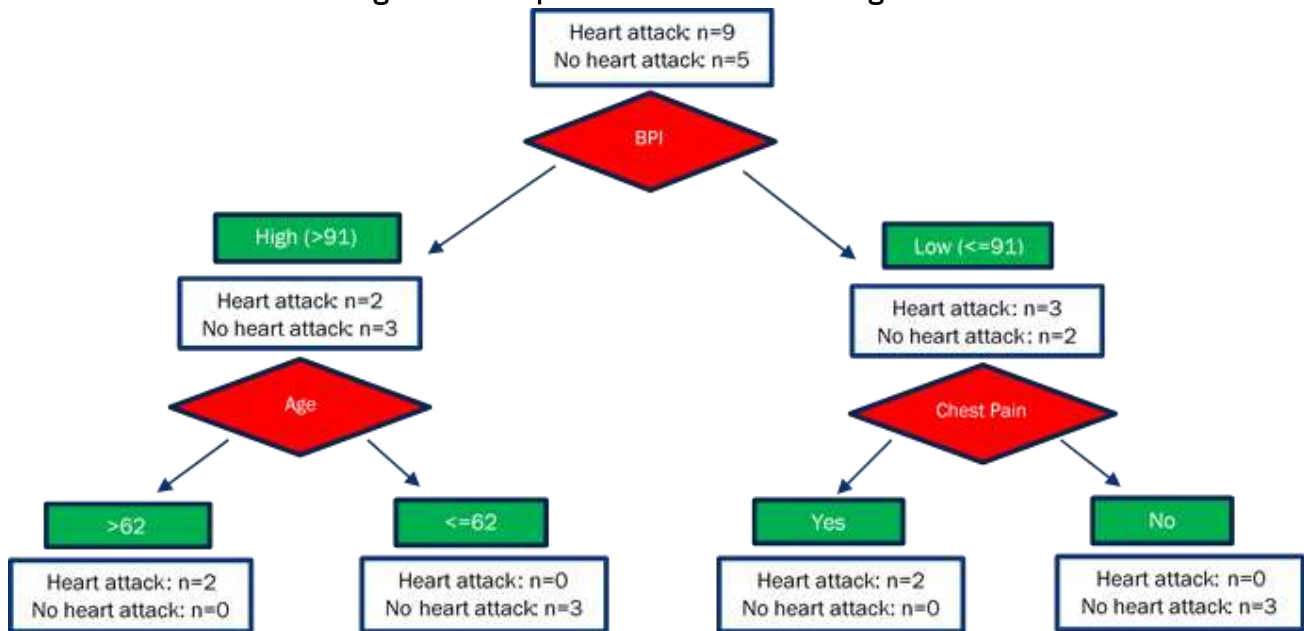 Heart attack: n=9
No heart attack: n=5
BPI
High (>91)
Low (<=91)
Heart attack: n=2
No heart attack: n=3
Heart attack: n=3
No heart attack: n=2
Age
Chest Pain
>62
<=62
Yes
No
Heart attack: n=2
No heart attack: n=0
Heart attack: n=0
No heart attack: n=3
Heart attack: n=2
No heart attack: n=0
Heart attack: n=0
No heart attack: n=3